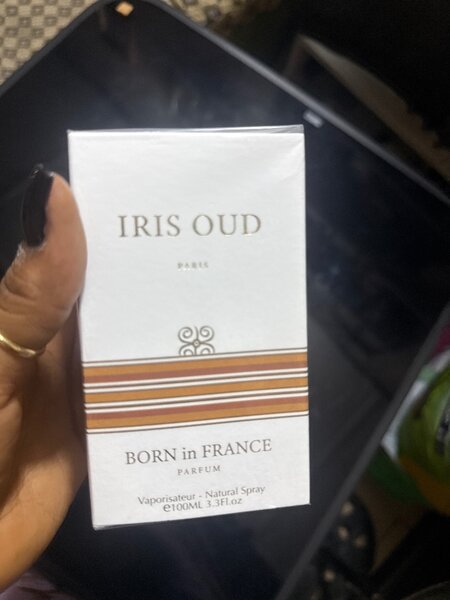 IRIS OUD
PARIS
BORN in FRANCE
PARFUM
Vaporisateur - Natural Spray
℮100ML 3.3Fl.oz